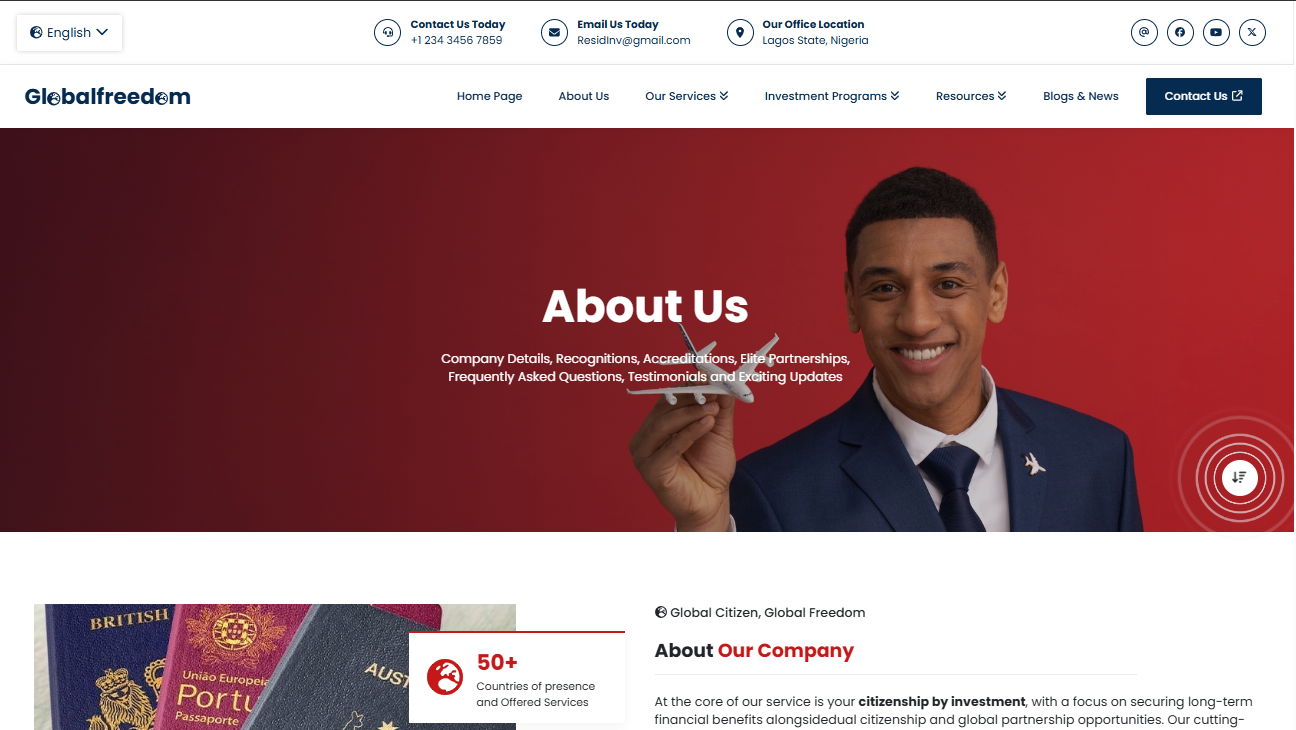 English
Contact Us Today
+1 234 3456 7859
Email Us Today
ResidInv@gmail.com
Our Office Location
Lagos State, Nigeria
Globalfreedom
Home Page
About Us
Our Services
Investment Programs
Resources
Blogs & News
Contact Us
About Us
Company Details, Recognitions, Accreditations, Elite Partnerships,
Frequently Asked Questions, Testimonials and Exciting Updates
BRITISH
União Europeia
Portu
Passaporte
AUST
50+
Countries of presence
and Offered Services
Global Citizen, Global Freedom
About Our Company
At the core of our service is your citizenship by investment, with a focus on securing long-term
financial benefits alongsidedual citizenship and global partnership opportunities. Our cutting-